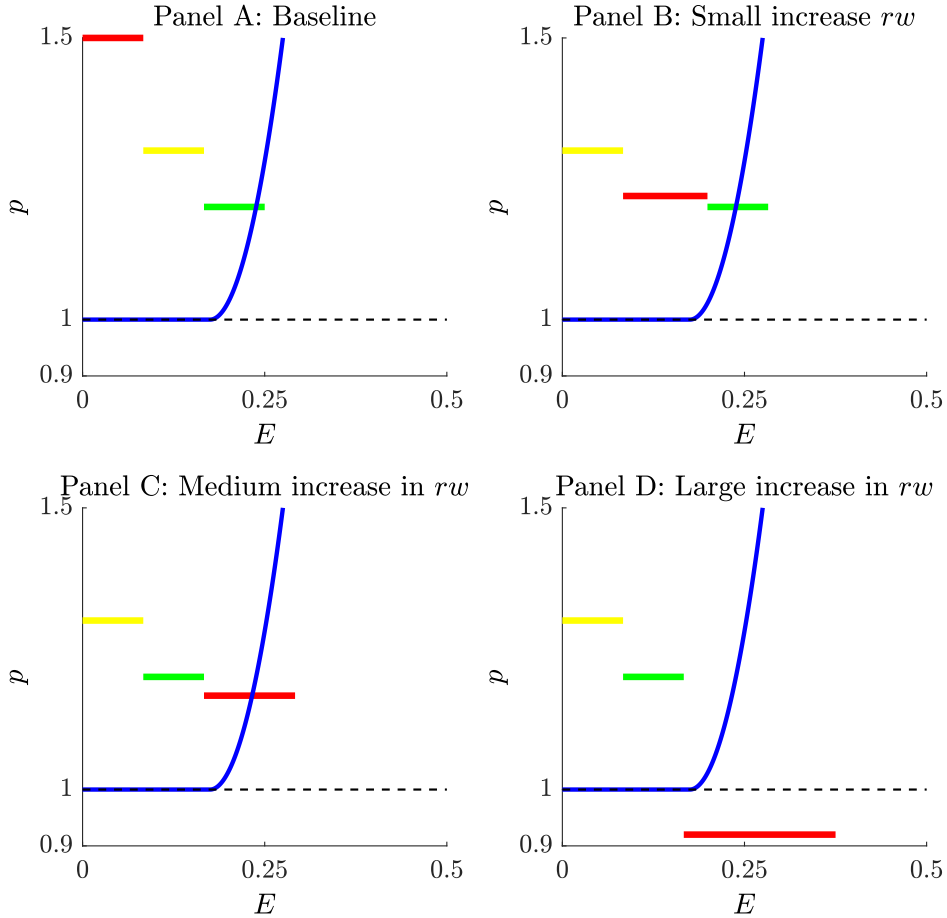 Panel A: Baseline
1.5
p
1
0.9
0
0.25
0.5
E
Panel B: Small increase rw
1.5
p
1
0.9
0
0.25
0.5
E
Panel C: Medium increase in rw
1.5
p
1
0.9
0
0.25
0.5
E
Panel D: Large increase in rw
1.5
p
1
0.9
0
0.25
0.5
E